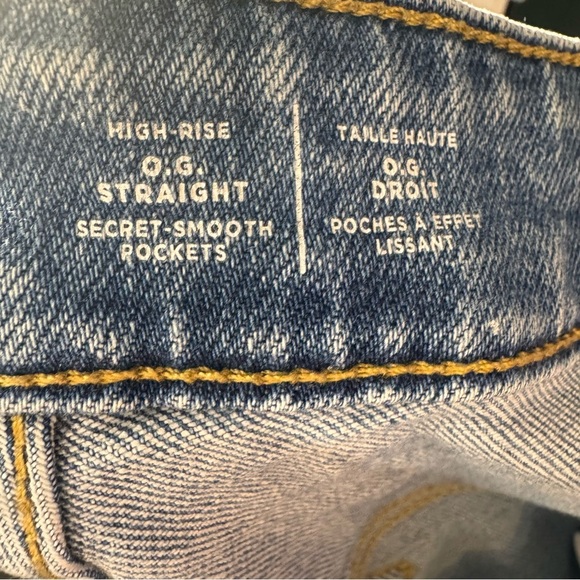 HIGH-RISE
O.G.
STRAIGHT
SECRET-SMOOTH
POCKETS
TAILLE HAUTE
O.G.
DROIT
POCHES À EFFET
LISSANT